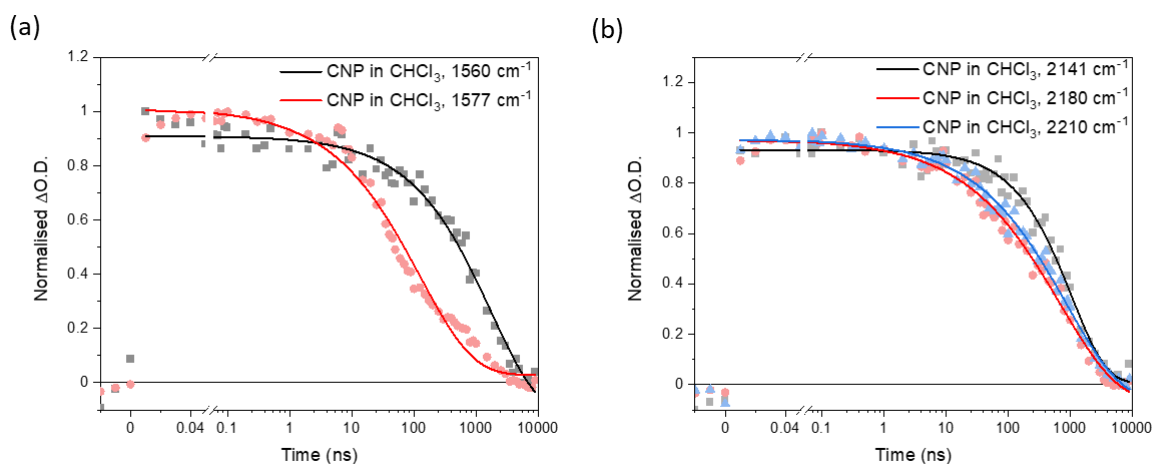 (a)
1.2
1
0.8
0.6
0.4
0.2
0
Normalised ΔO.D.
CNP in CHCl₃, 1560 cm⁻¹
CNP in CHCl₃, 1577 cm⁻¹
0 0.04 0.1 1 10 100 1000 10000
Time (ns)
(b)
1.2
1
0.8
0.6
0.4
0.2
0
Normalised ΔO.D.
CNP in CHCl₃, 2141 cm⁻¹
CNP in CHCl₃, 2180 cm⁻¹
CNP in CHCl₃, 2210 cm⁻¹
0 0.04 0.1 1 10 100 1000 10000
Time (ns)